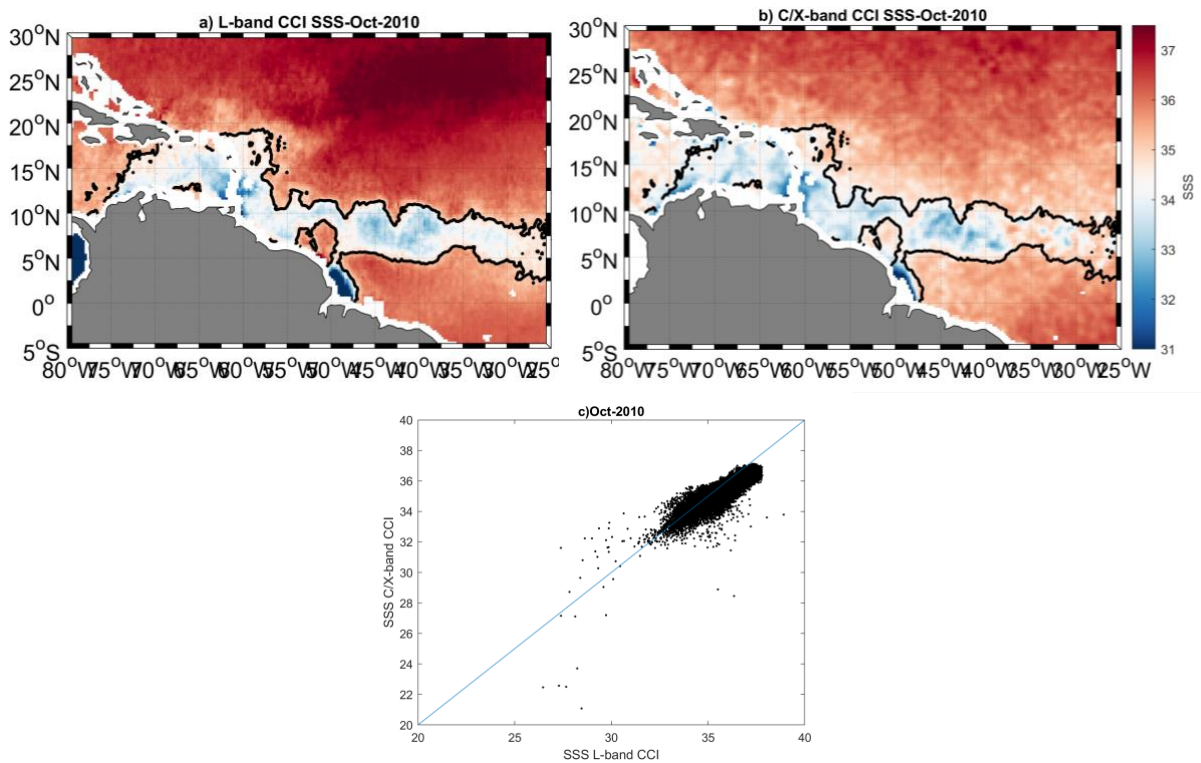 a) L-band CCI SSS-Oct-2010
30°N
25°N
20°N
15°N
10°N
5°N
0°
5°S
80°W 75°W 70°W 65°W 60°W 55°W 50°W 45°W 40°W 35°W 30°W 25°
b) C/X-band CCI SSS-Oct-2010
30°N
25°N
20°N
15°N
10°N
5°N
0°
5°S
80°W 75°W 70°W 65°W 60°W 55°W 50°W 45°W 40°W 35°W 30°W 25°W
37
36
35
34
33
32
31
SSS
c)Oct-2010
40
38
36
34
32
30
28
26
24
22
20
SSS C/X-band CCI
20 25 30 35 40
SSS L-band CCI